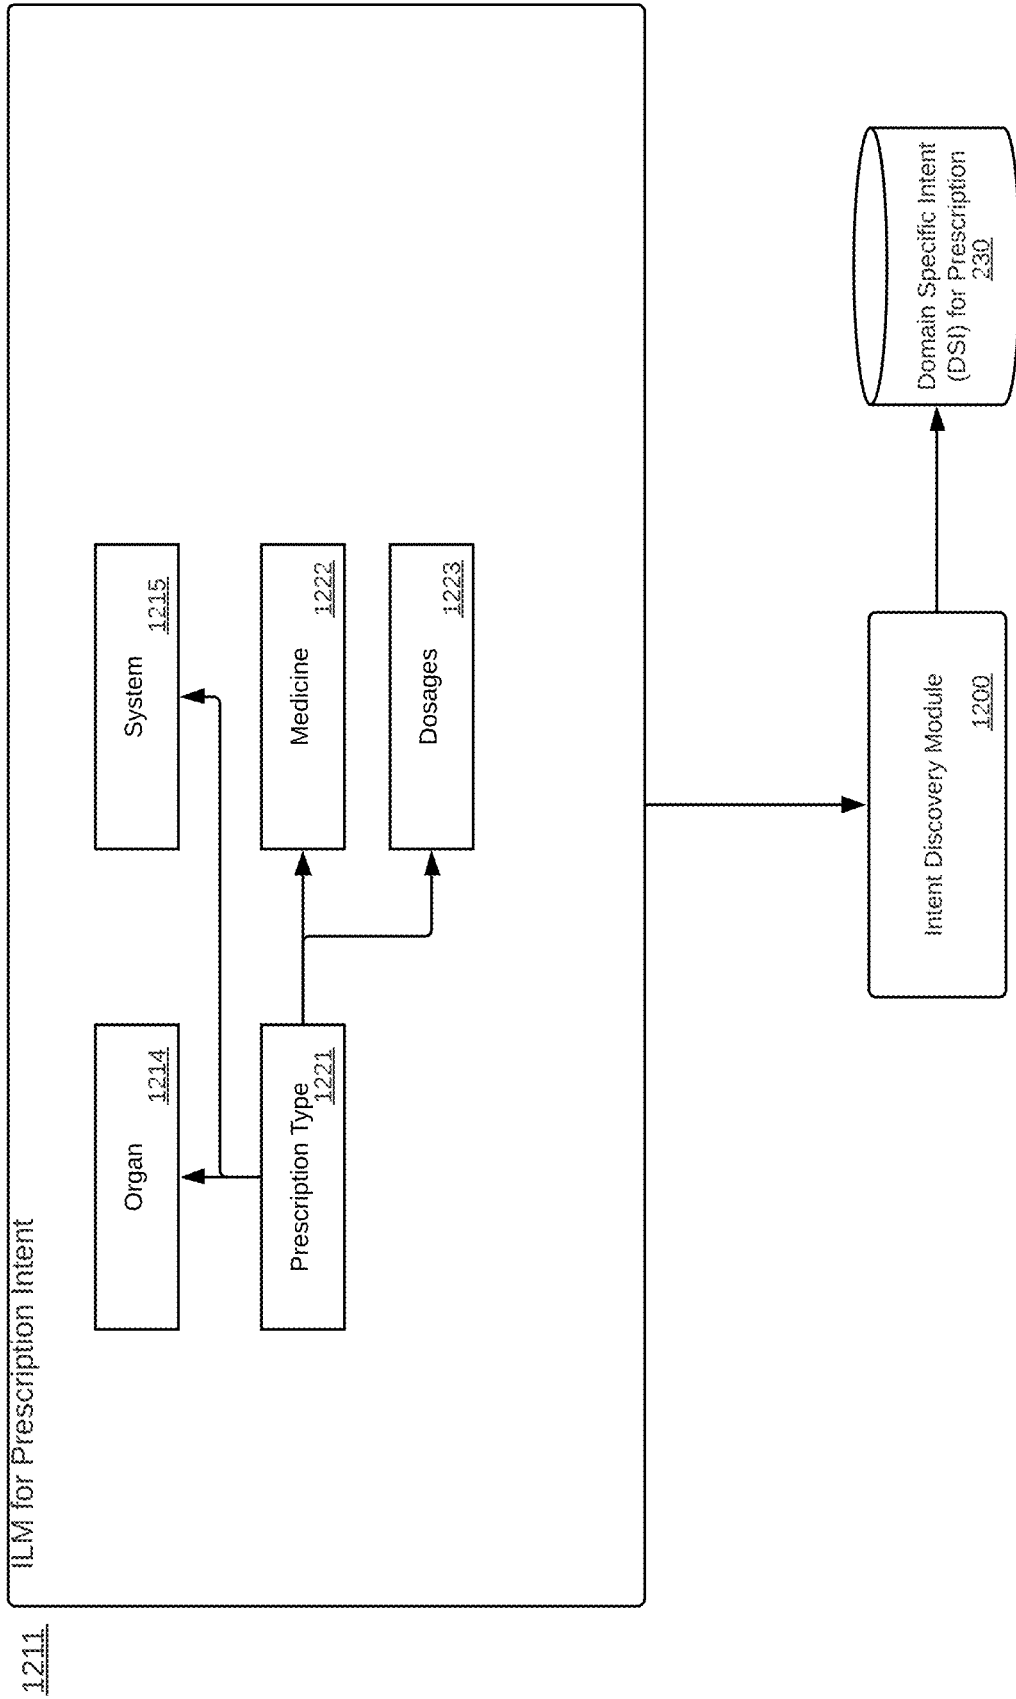 1211
ILM for Prescription Intent
Organ
1214
System
1215
Prescription Type
1221
Medicine
1222
Dosages
1223
Intent Discovery Module
1200
Domain Specific Intent
(DSI) for Prescription
230